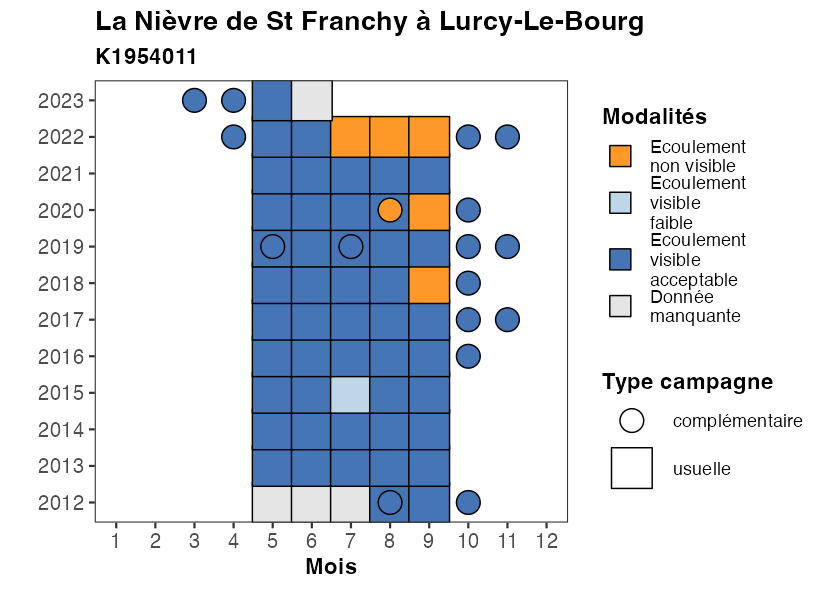 La Nièvre de St Franchy à Lurcy-Le-Bourg
K1954011
2023
2022
2021
2020
2019
2018
2017
2016
2015
2014
2013
2012
1 2 3 4 5 6 7 8 9 10 11 12
Mois
Modalités
Ecoulement
non visible
Ecoulement
visible
faible
Ecoulement
visible
acceptable
Donnée
manquante
Type campagne
complémentaire
usuelle